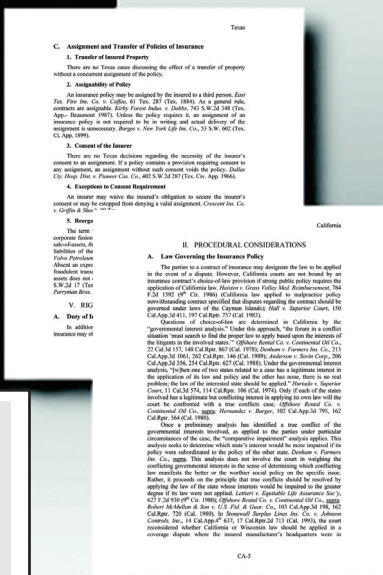 Texas
C. Assignment and Transfer of Policies of Insurance
1. Transfer of Insured Property
There are no Texas cases discussing the effect of a transfer of property
without a concurrent assignment of the policy.
2. Assignability of Policy
An insurance policy may be assigned by the insured to a third person. East
Tex. Fire Ins. Co. v. Coffee, 61 Tex. 287 (Tex. 1884). As a general rule,
contracts are assignable. Kirby Forest Indus. v. Dobbs, 743 S.W.2d 348 (Tex.
App.- Beaumont 1987). Unless the policy requires it, an assignment of an
insurance policy is not required to be in writing and actual delivery of the
assignment is unnecessary. Burges v. New York Life Ins. Co., 53 S.W. 602 (Tex.
Ct. App. 1899).
3. Consent of the Insurer
There are no Texas decisions regarding the necessity of the insurer's
consent to an assignment. If a policy contains a provision requiring consent to
any assignment, an assignment without such consent voids the policy. Dallas
Cty. Hosp. Dist. v. Pioneer Cas. Co., 402 S.W.2d 287 (Tex. Civ. App. 1966).
4. Exceptions to Consent Requirement
An insurer may waive the insured's obligation to secure the insurer's
consent or may be estopped from denying a valid assignment. Crescent Ins. Co.
v. Griffin &
5. Reorga
The term
corporate fusion
sale-of-assets, th
liabilities of the
Volvo Petroleum
Absent an expre
fraudulent transf
assets does not
S.W.2d 17 (Tex
Perryman Bros.
V. RIG
A. Duty of I
In addition
insurance may of
California
II. PROCEDURAL CONSIDERATIONS
A. Law Governing the Insurance Policy
The parties to a contract of insurance may designate the law to be applied
in the event of a dispute. However, California courts are not bound by an
insurance contract's choice-of-law provision if strong public policy requires the
application of California law. Haisten v. Grass Valley Med. Reimbursement, 784
F.2d 1392 (9th Cir. 1986) (California law applied to malpractice policy
notwithstanding contract specified that disputes regarding the contract should be
governed under laws of the Cayman Islands); Hall v. Superior Court, 150
Cal.App.3d 411, 197 Cal.Rptr. 757 (Cal. 1983).
Questions of choice-of-law are determined in California by the
"governmental interest analysis." Under this approach, "the forum in a conflict
situation 'must search to find the proper law to apply based upon the interests of
the litigants in the involved states.'" Offshore Rental Co. v. Continental Oil Co.,
22 Cal.3d 157, 148 Cal.Rptr. 867 (Cal. 1978); Denham v. Farmers Ins. Co., 213
Cal.App.3d 1061, 262 Cal.Rptr. 146 (Cal. 1989); Anderson v. Savin Corp., 206
Cal.App.3d 356, 254 Cal.Rptr. 627 (Cal. 1988). Under the governmental interest
analysis, "[w]hen one of two states related to a case has a legitimate interest in
the application of its law and policy and the other has none, there is no real
problem; the law of the interested state should be applied." Hurtado v. Superior
Court, 11 Cal.3d 574, 114 Cal.Rptr. 106 (Cal. 1974). Only if each of the states
involved has a legitimate but conflicting interest in applying its own law will the
court be confronted with a true conflicts case. Offshore Rental Co. v.
Continental Oil Co., supra; Hernandez v. Burger, 102 Cal.App.3d 795, 162
Cal.Rptr. 564 (Cal. 1980).
Once a preliminary analysis has identified a true conflict of the
governmental interests involved, as applied to the parties under particular
circumstances of the case, the "comparative impairment" analysis applies. This
analysis seeks to determine which state's interest would be more impaired if its
policy were subordinated to the policy of the other state. Denham v. Farmers
Ins. Co., supra. This analysis does not involve the court in weighing the
conflicting governmental interests in the sense of determining which conflicting
law manifests the better or the worthier social policy on the specific issue.
Rather, it proceeds on the principle that true conflicts should be resolved by
applying the law of the state whose interests would be impaired to the greater
degree if its law were not applied. Lettieri v. Equitable Life Assurance Soc'y,
627 F.2d 930 (9th Cir. 1980); Offshore Rental Co. v. Continental Oil Co., supra;
Robert McMullan & Son v. U.S. Fid. & Guar. Co., 103 Cal.App.3d 198, 162
Cal.Rptr. 720 (Cal. 1980). In Stonewall Surplus Lines Ins. Co. v. Johnson
Controls, Inc., 14 Cal.App.4th 637, 17 Cal.Rptr.2d 713 (Cal. 1993), the court
reconsidered whether California or Wisconsin law should be applied in a
coverage dispute where the insured manufacturer's headquarters were in
CA-5